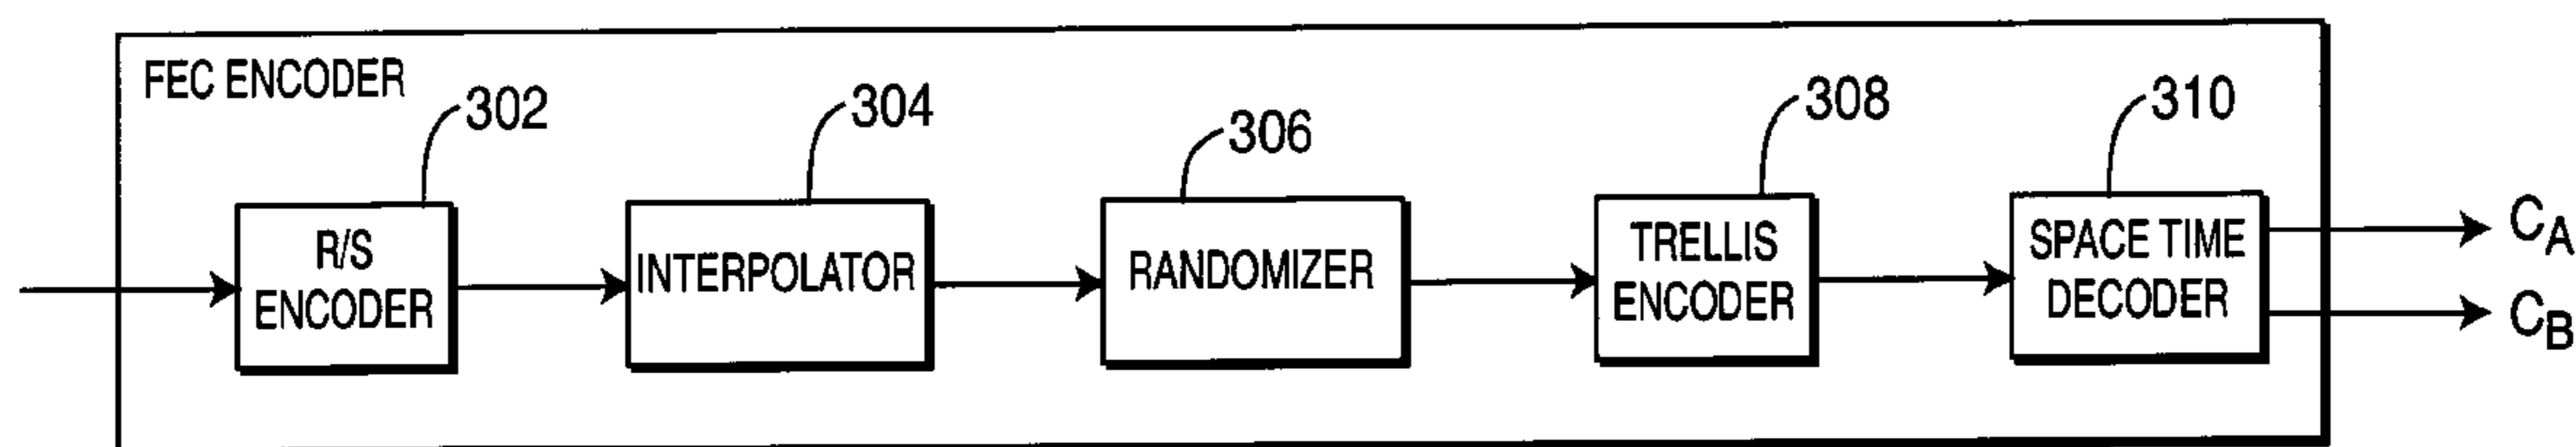 FEC ENCODER
302
304
306
308
310
R/S
ENCODER
INTERPOLATOR
RANDOMIZER
TRELLIS
ENCODER
SPACE TIME
DECODER
CA
CB